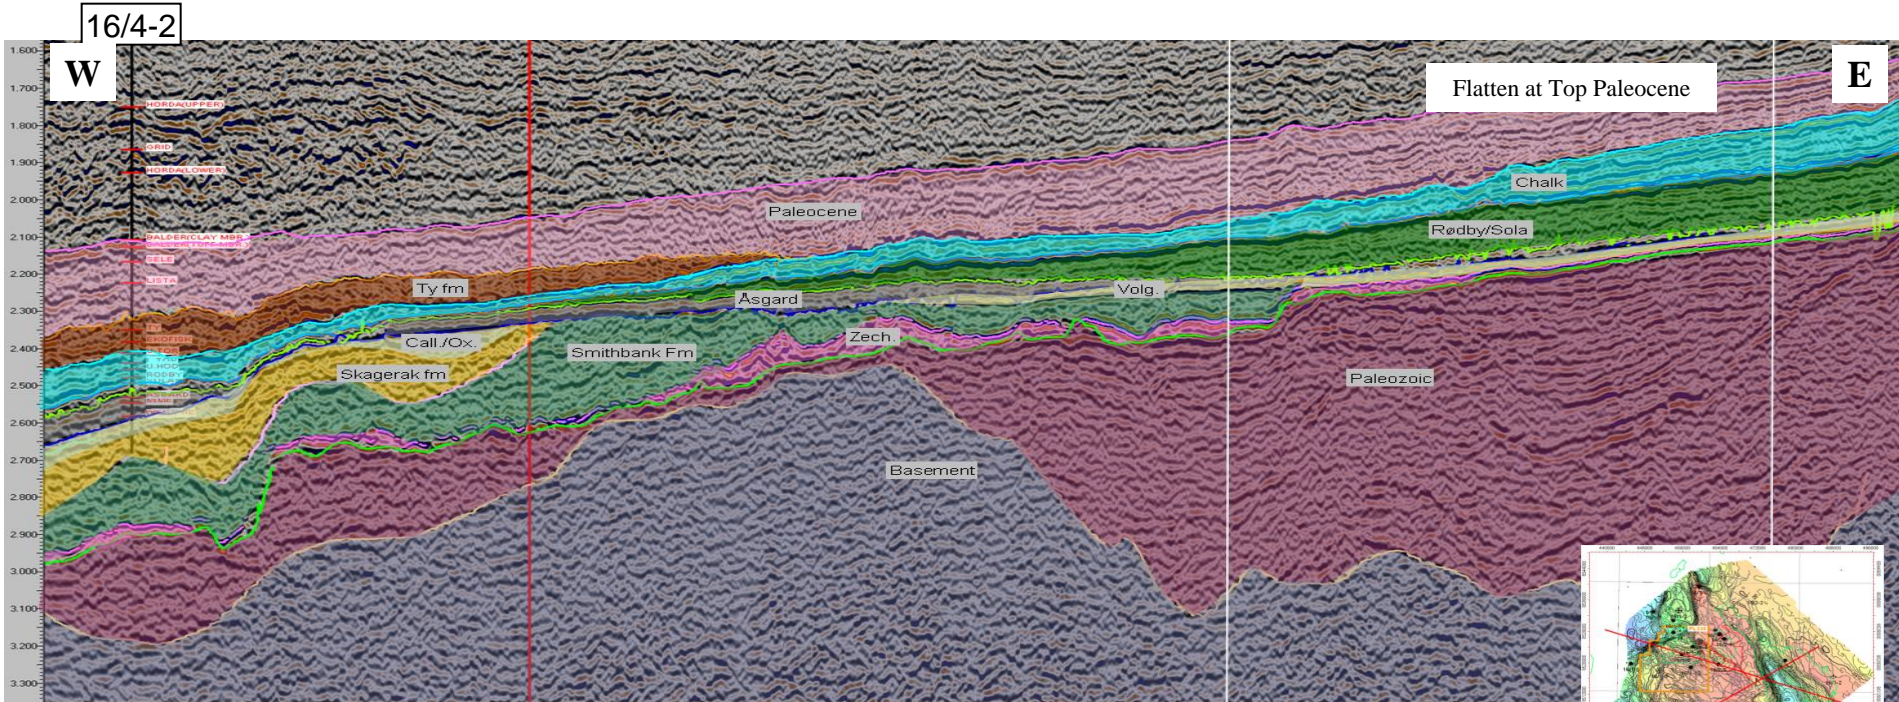 16/4-2
W
Flatten at Top Paleocene
E
1.600
1.700
1.800
1.900
2.000
2.100
2.200
2.300
2.400
2.500
2.600
2.700
2.800
2.900
3.000
3.100
3.200
3.300
HORDA(UPPER)
GRID
HORDA(LOWER)
BALDER(CLAY MBR.)
SELE
LISTA
TY
EKOFISK
Paleocene
Chalk
Rødby/Sola
Ty fm
Åsgard
Volg.
Call./Ox.
Zech.
Smithbank Fm
Skagerak fm
Paleozoic
Basement